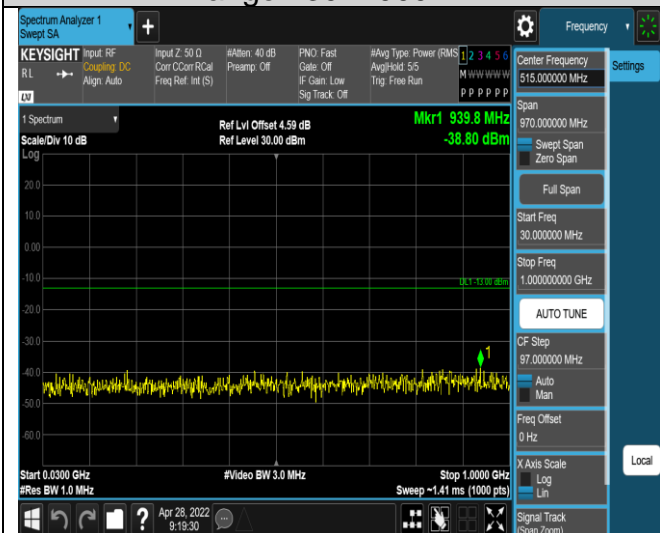 Spectrum Analyzer 1
Swept SA
Frequency
KEYSIGHT
RL
LXI
Input: RF
Coupling: DC
Align: Auto
Input Z: 50 Ω
Corr CCorr RCal
Freq Ref: Int (S)
#Atten: 40 dB
Preamp: Off
PNO: Fast
Gate: Off
IF Gain: Low
Sig Track: Off
#Avg Type: Power (RMS
Avg|Hold: 5/5
Trig: Free Run
1 2 3 4 5 6
M W W W W W
P P P P P P
1 Spectrum
Scale/Div 10 dB
Log
Ref Lvl Offset 4.59 dB
Ref Level 30.00 dBm
Mkr1 939.8 MHz
-38.80 dBm
20.0
10.0
0.00
-10.0
DL1 -13.00 dBm
-20.0
-30.0
1
-40.0
-50.0
-60.0
Start 0.0300 GHz
#Res BW 1.0 MHz
#Video BW 3.0 MHz
Stop 1.0000 GHz
Sweep ~1.41 ms (1000 pts)
Apr 28, 2022
9:19:30
Center Frequency
515.000000 MHz
Span
970.000000 MHz
Swept Span
Zero Span
Full Span
Start Freq
30.000000 MHz
Stop Freq
1.000000000 GHz
AUTO TUNE
CF Step
97.000000 MHz
Auto
Man
Freq Offset
0 Hz
X Axis Scale
Log
Lin
Signal Track
(Span Zoom)
Settings
Local